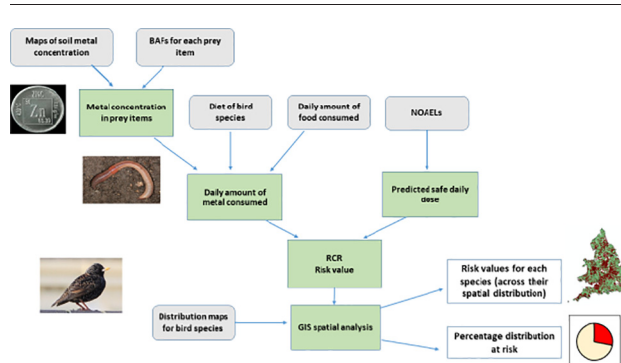 Maps of soil metal
concentration
BAFs for each prey
item
Metal concentration
in prey items
Diet of bird
species
Daily amount of
food consumed
NOAELs
Zn
Daily amount of
metal consumed
Predicted safe daily
dose
RCR
Risk value
Risk values for each
species (across their
spatial distribution)
Distribution maps
for bird species
GIS spatial analysis
Percentage distribution
at risk